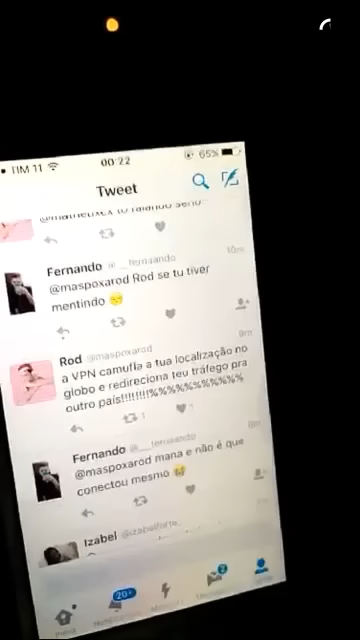 TIM 11 00:22 65%
Tweet
Fernando 10m
@maspoxarod Rod se tu tiver
mentindo
Rod @maspoxarod 9m
a VPN camufla a tua localização no
globo e redireciona teu tráfego pra
outro país!!!!!!!!%%%%%%%%%%%
1 1
Fernando
@maspoxarod mana e não é que
conectou mesmo
Izabel
20+ 2